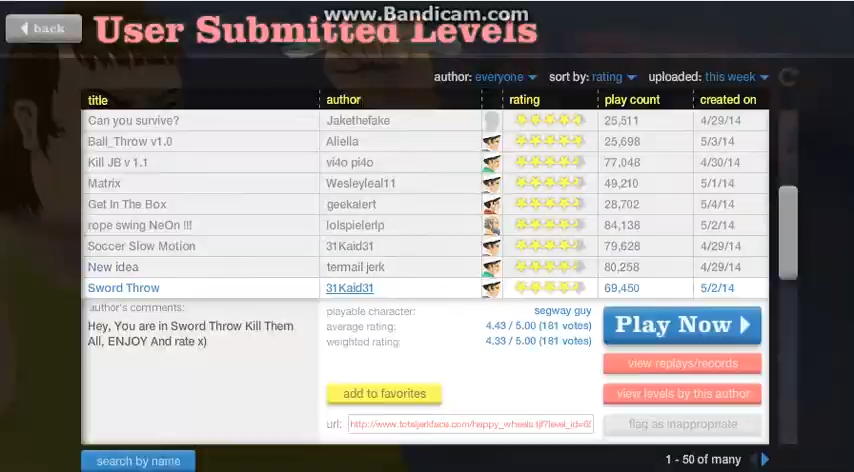 www.Bandicam.com
back
User Submitted Levels
author: everyone sort by: rating uploaded: this week
title author rating play count created on
Can you survive? Jakethefake 25,511 4/29/14
Ball_Throw v1.0 Aliella 25,698 5/3/14
Kill JB v 1.1 vi4o pi4o 77,048 4/30/14
Matrix Wesleyleal11 49,210 5/1/14
Get In The Box geekalert 28,702 5/4/14
rope swing NeOn !!! lolspielerlp 84,138 5/2/14
Soccer Slow Motion 31Kaid31 79,628 4/29/14
New idea termail jerk 80,258 4/29/14
Sword Throw 31Kaid31 69,450 5/2/14
author's comments:
Hey, You are in Sword Throw Kill Them
All, ENJOY And rate x)
playable character: segway guy
average rating: 4.43 / 5.00 (181 votes)
weighted rating: 4.33 / 5.00 (181 votes)
Play Now
view replays/records
add to favorites
view levels by this author
url: http://www.totaljerkface.com/happy_wheels.tjf?level_id=6
flag as inappropriate
search by name
1 - 50 of many